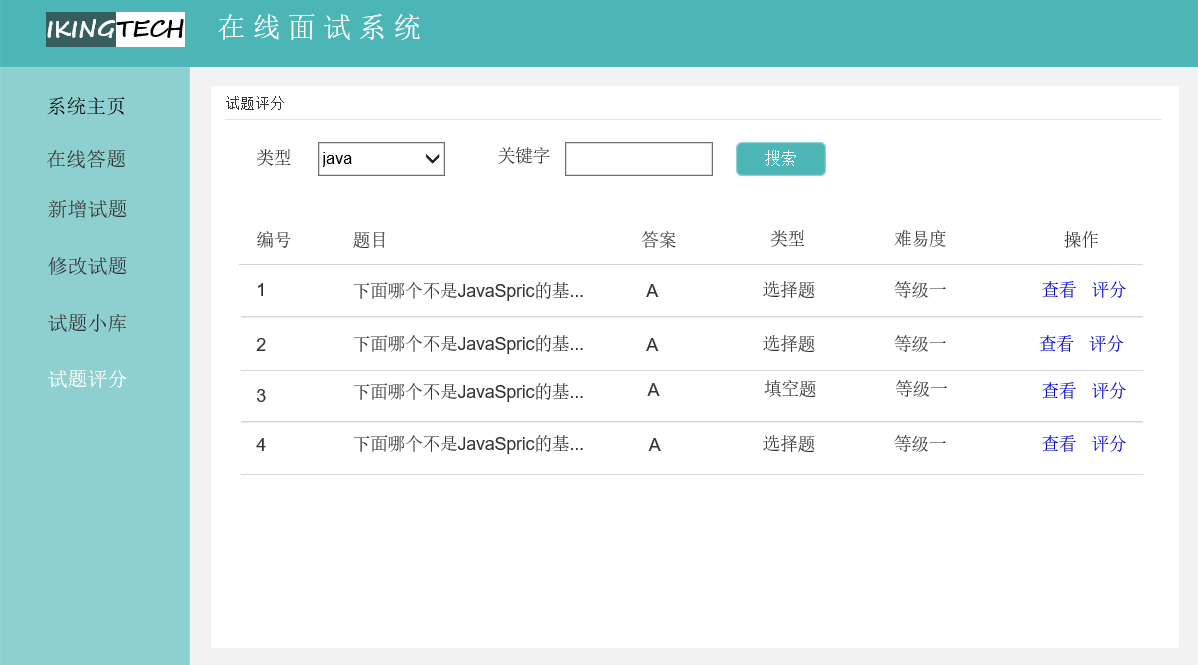 IKINGTECH 在线面试系统
系统主页
在线答题
新增试题
修改试题
试题小库
试题评分
试题评分
类型 java 关键字 搜索
编号 题目 答案 类型 难易度 操作
1 下面哪个不是JavaSpric的基... A 选择题 等级一 查看 评分
2 下面哪个不是JavaSpric的基... A 选择题 等级一 查看 评分
3 下面哪个不是JavaSpric的基... A 填空题 等级一 查看 评分
4 下面哪个不是JavaSpric的基... A 选择题 等级一 查看 评分